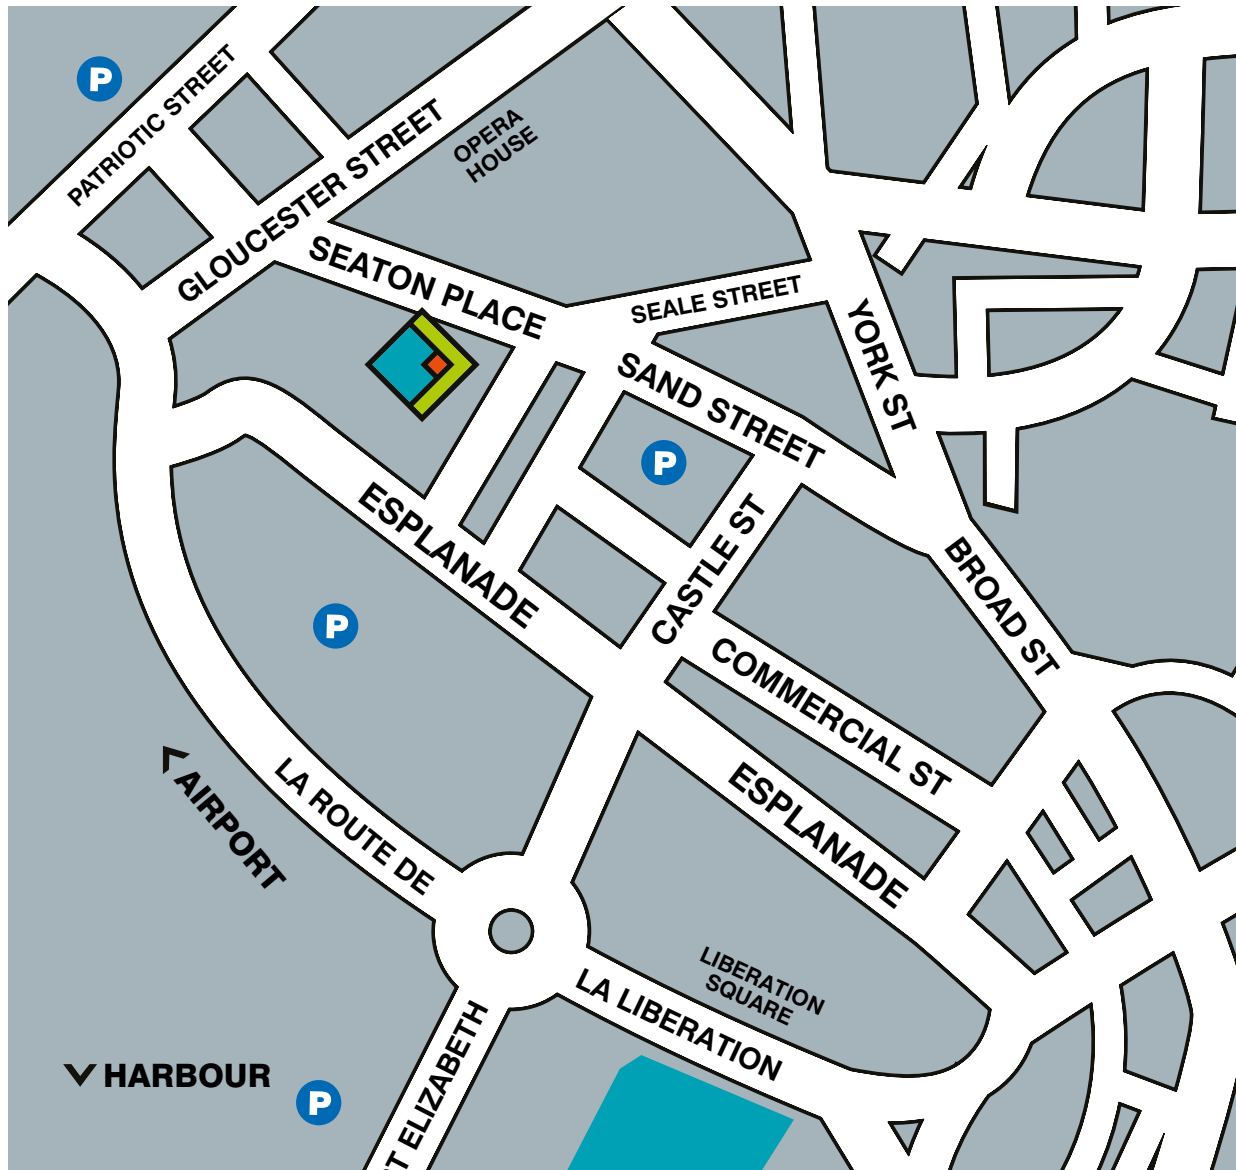 P
PATRIOTIC STREET
GLOUCESTER STREET
OPERA
HOUSE
SEATON PLACE
SEALE STREET
YORK ST
SAND STREET
P
ESPLANADE
CASTLE ST
BROAD ST
P
COMMERCIAL ST
AIRPORT
LA ROUTE DE
ESPLANADE
LIBERATION
SQUARE
LA LIBERATION
HARBOUR
P
T ELIZABETH